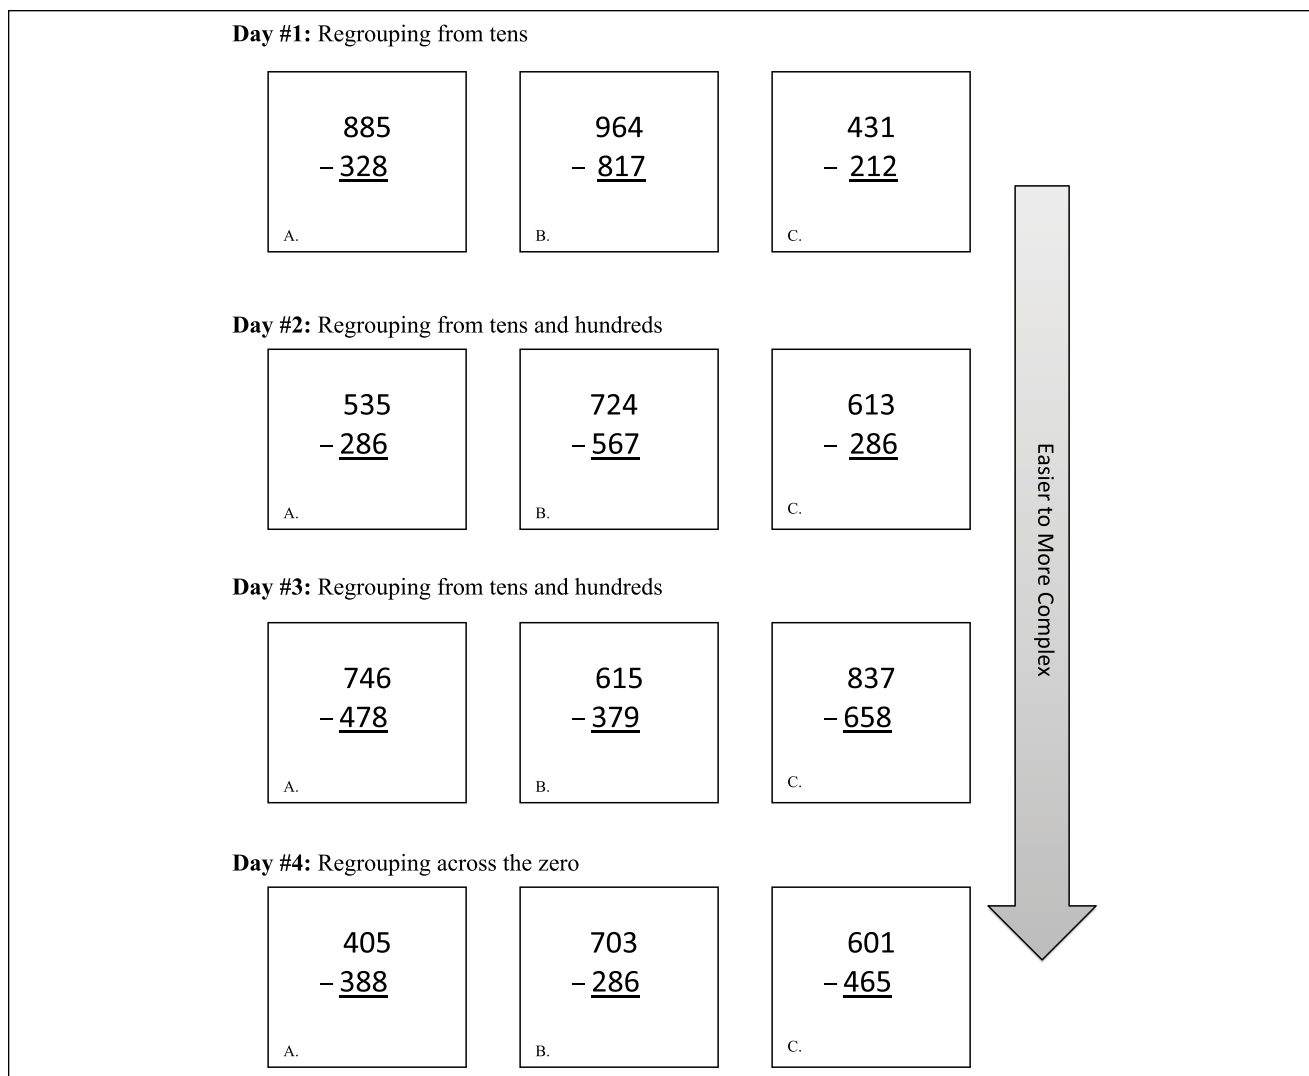 Day #1: Regrouping from tens
885 964 431
– 328 – 817 – 212
A. B. C.
Day #2: Regrouping from tens and hundreds
535 724 613
– 286 – 567 – 286
A. B. C.
Day #3: Regrouping from tens and hundreds
746 615 837
– 478 – 379 – 658
A. B. C.
Day #4: Regrouping across the zero
405 703 601
– 388 – 286 – 465
A. B. C.
Easier to More Complex